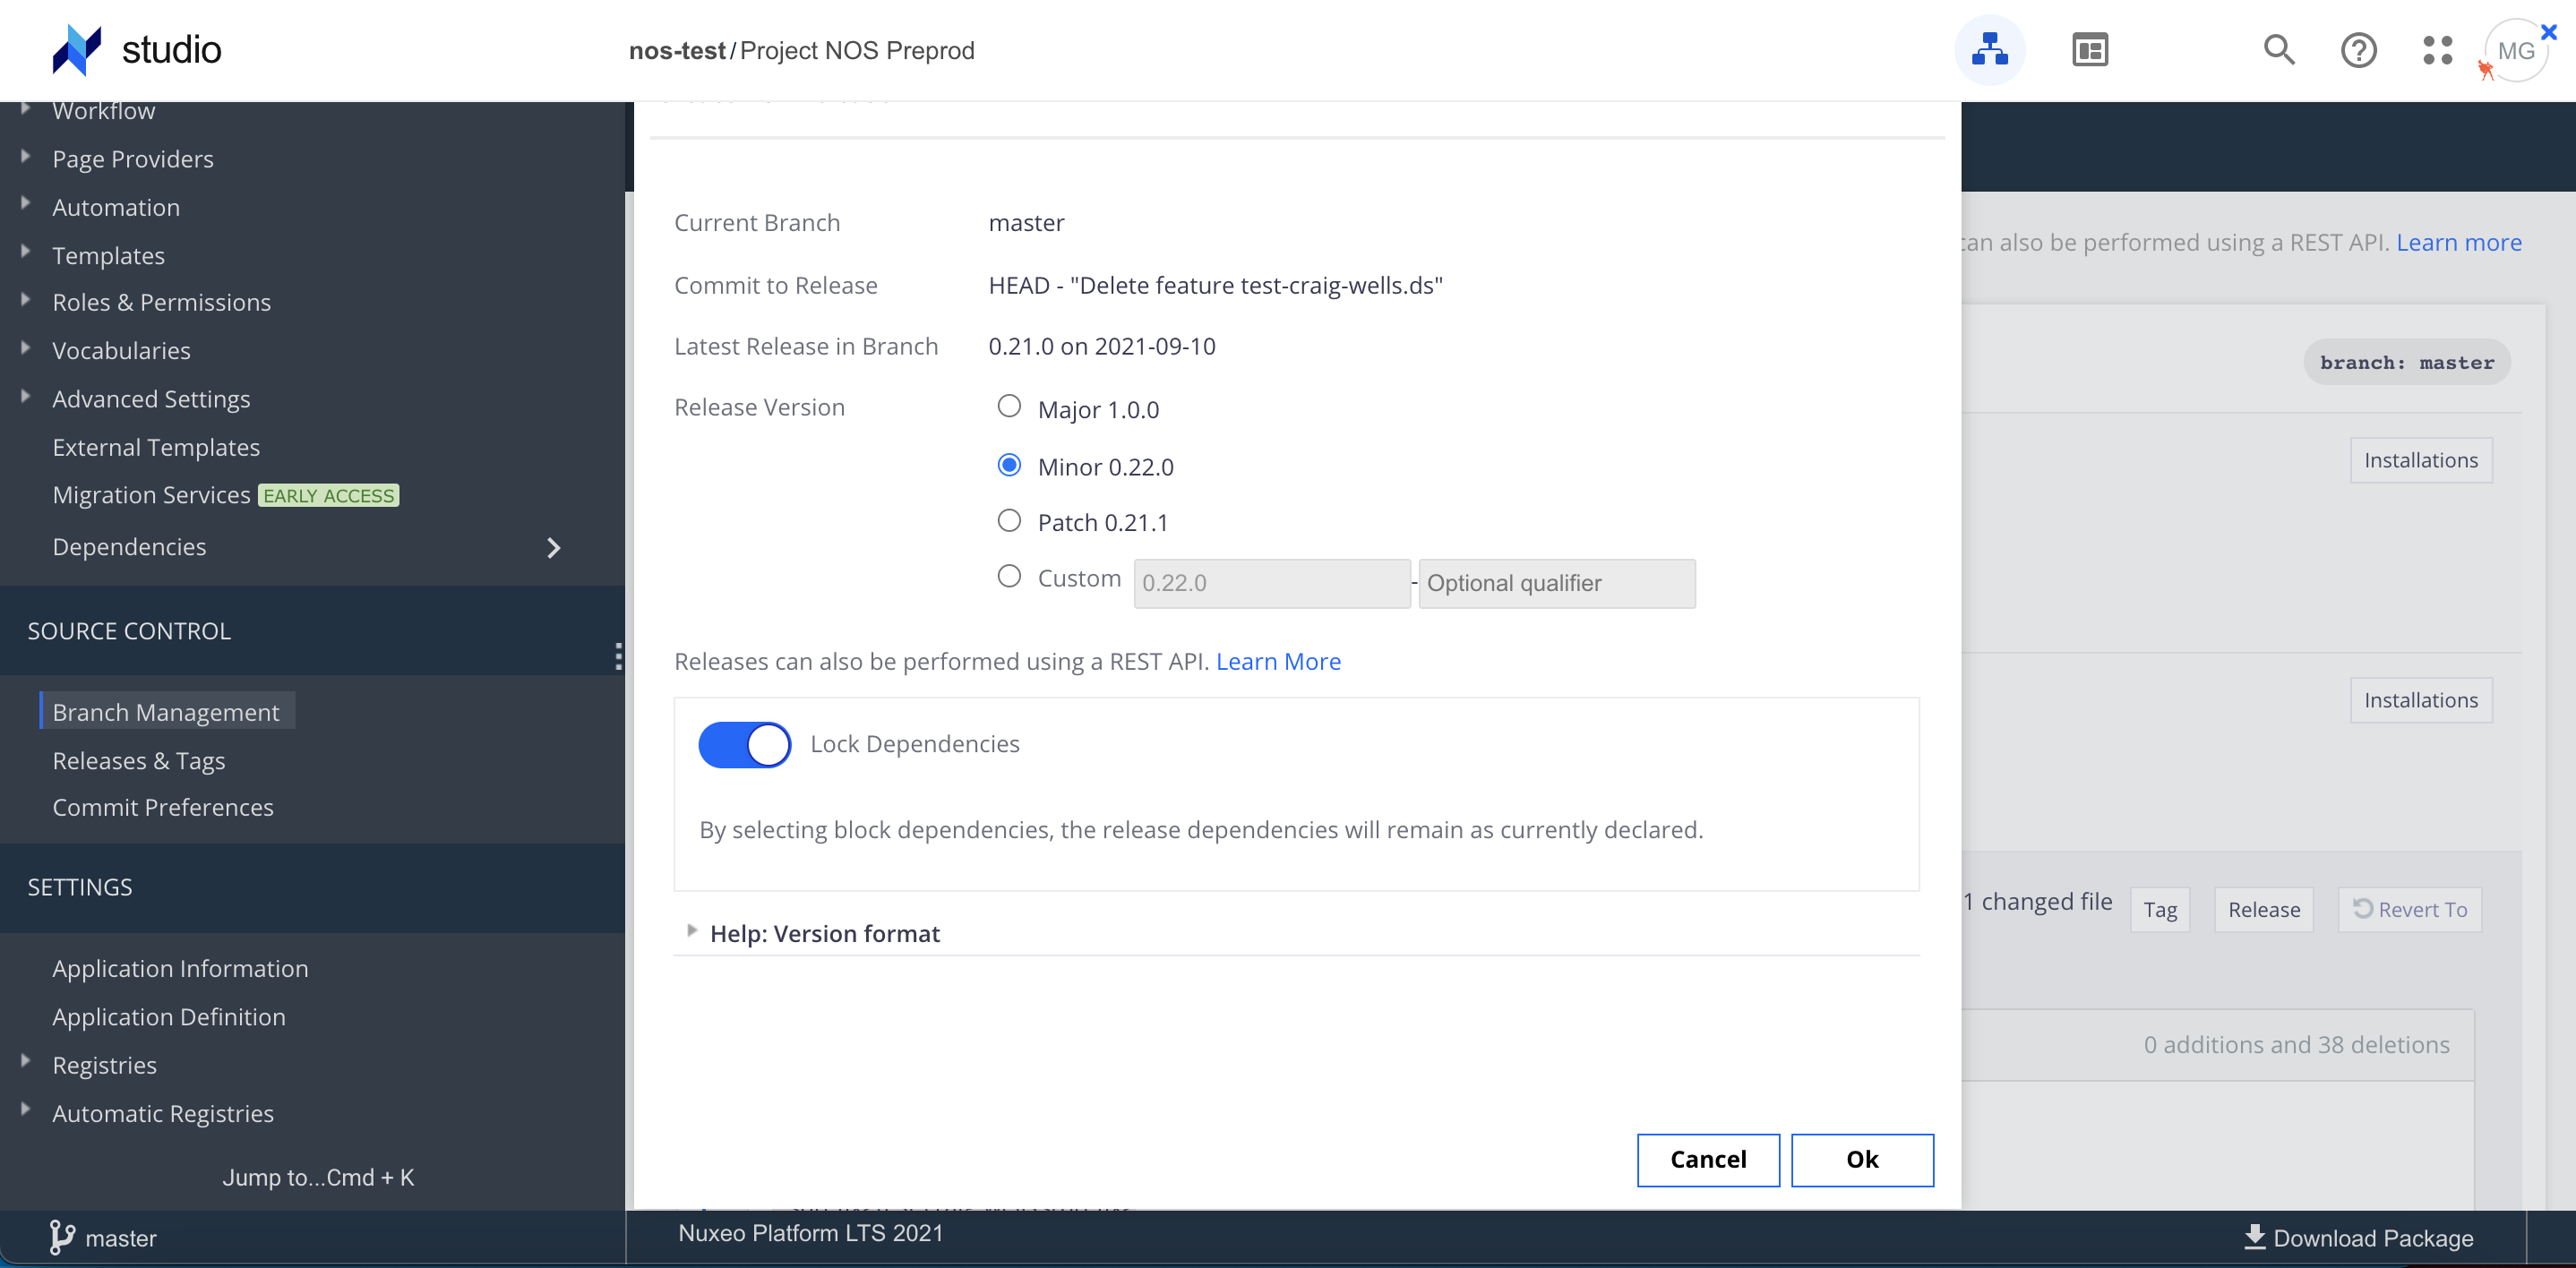 studio
nos-test/Project NOS Preprod
MG
Workflow
Page Providers
Automation
Templates
Roles & Permissions
Vocabularies
Advanced Settings
External Templates
Migration Services EARLY ACCESS
Dependencies
SOURCE CONTROL
Branch Management
Releases & Tags
Commit Preferences
SETTINGS
Application Information
Application Definition
Registries
Automatic Registries
Jump to...Cmd + K
master
Current Branch master
Commit to Release HEAD - "Delete feature test-craig-wells.ds"
Latest Release in Branch 0.21.0 on 2021-09-10
Release Version Major 1.0.0
Minor 0.22.0
Patch 0.21.1
Custom 0.22.0 - Optional qualifier
Releases can also be performed using a REST API. Learn More
Lock Dependencies
By selecting block dependencies, the release dependencies will remain as currently declared.
Help: Version format
Cancel Ok
can also be performed using a REST API. Learn more
branch: master
Installations
Installations
1 changed file Tag Release Revert To
0 additions and 38 deletions
Nuxeo Platform LTS 2021
Download Package